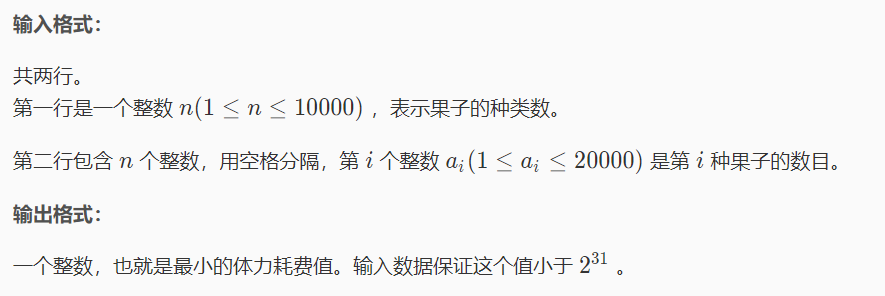 输入格式：
共两行。
第一行是一个整数 n(1 ≤ n ≤ 10000) ，表示果子的种类数。
第二行包含 n 个整数，用空格分隔，第 i 个整数 aᵢ(1 ≤ aᵢ ≤ 20000) 是第 i 种果子的数目。
输出格式：
一个整数，也就是最小的体力耗费值。输入数据保证这个值小于 2³¹ 。